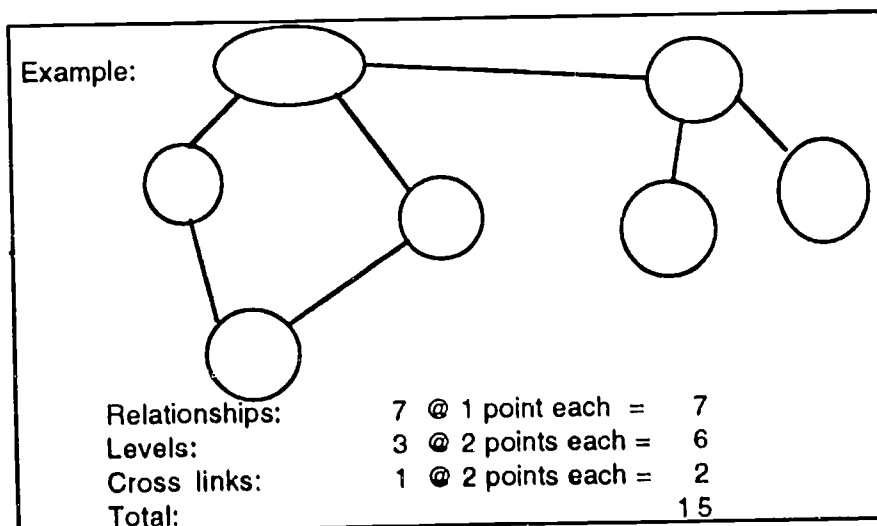 Example:
Relationships: 7 @ 1 point each = 7
Levels: 3 @ 2 points each = 6
Cross links: 1 @ 2 points each = 2
Total: 15